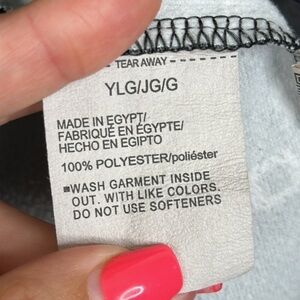 TEAR AWAY
YLG/JG/G
MADE IN EGYPT/
FABRIQUÉ EN ÉGYPTE/
HECHO EN EGIPTO
100% POLYESTER/poliéster
▪WASH GARMENT INSIDE
OUT. WITH LIKE COLORS.
DO NOT USE SOFTENERS